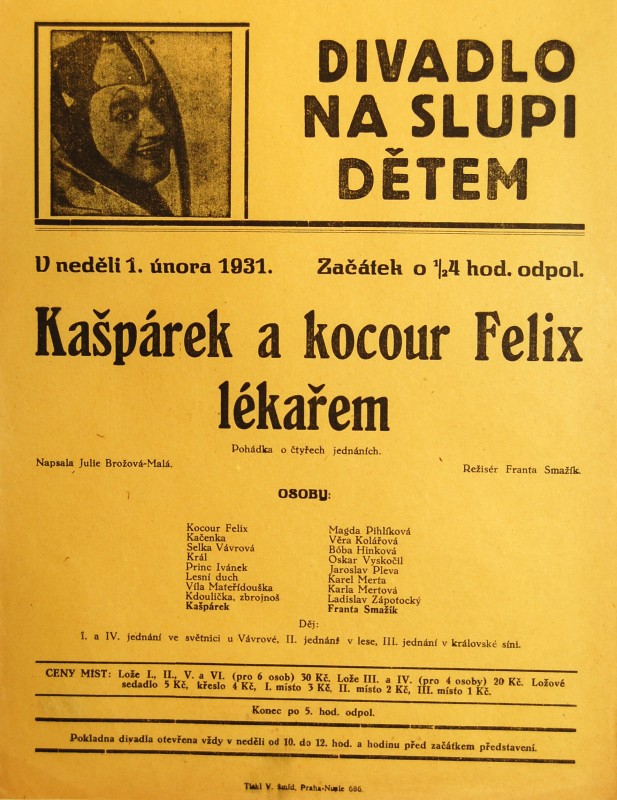 DIVADLO
NA SLUPI
DĚTEM
V neděli 1. února 1931. Začátek o ½4 hod. odpol.
Kašpárek a kocour Felix
lékařem
Pohádka o čtyřech jednáních.
Napsala Julie Brožová-Malá. Režisér Franta Smažík.
OSOBY:
Kocour Felix Magda Pihlíková
Kačenka Věra Kolářová
Selka Vávrová Bóba Hinková
Král Oskar Vyskočil
Princ Ivánek Jaroslav Pleva
Lesní duch Karel Merta
Víla Mateřídouška Karla Mertová
Kdoulička, zbrojnoš Ladislav Zápotocký
Kašpárek Franta Smažík
Děj:
I. a IV. jednání ve světnici u Vávrové, II. jednání v lese, III. jednání v královské síni.
CENY MÍST: Lože I., II., V. a VI. (pro 6 osob) 30 Kč. Lože III. a IV. (pro 4 osoby) 20 Kč. Ložové
sedadlo 5 Kč, křeslo 4 Kč, I. místo 3 Kč, II. místo 2 Kč, III. místo 1 Kč.
Konec po 5. hod. odpol.
Pokladna divadla otevřena vždy v neděli od 10. do 12. hod. a hodinu před začátkem představení.
Tiskl V. Šmíd, Praha-Nusle 686.